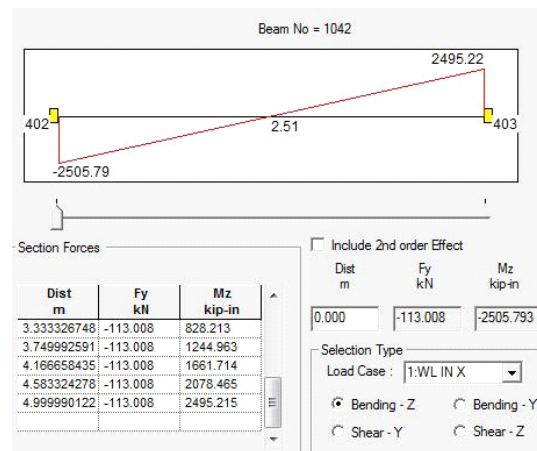 Beam No = 1042
2495.22
402
2.51
403
-2505.79
Section Forces
Dist m Fy kN Mz kip-in
3.333326748 -113.008 828.213
3.749992591 -113.008 1244.963
4.166658435 -113.008 1661.714
4.583324278 -113.008 2078.465
4.999990122 -113.008 2495.215
Include 2nd order Effect
Dist Fy Mz
m kN kip-in
0.000 -113.008 -2505.793
Selection Type
Load Case : 1:WL IN X
Bending - Z Bending - Y
Shear - Y Shear - Z